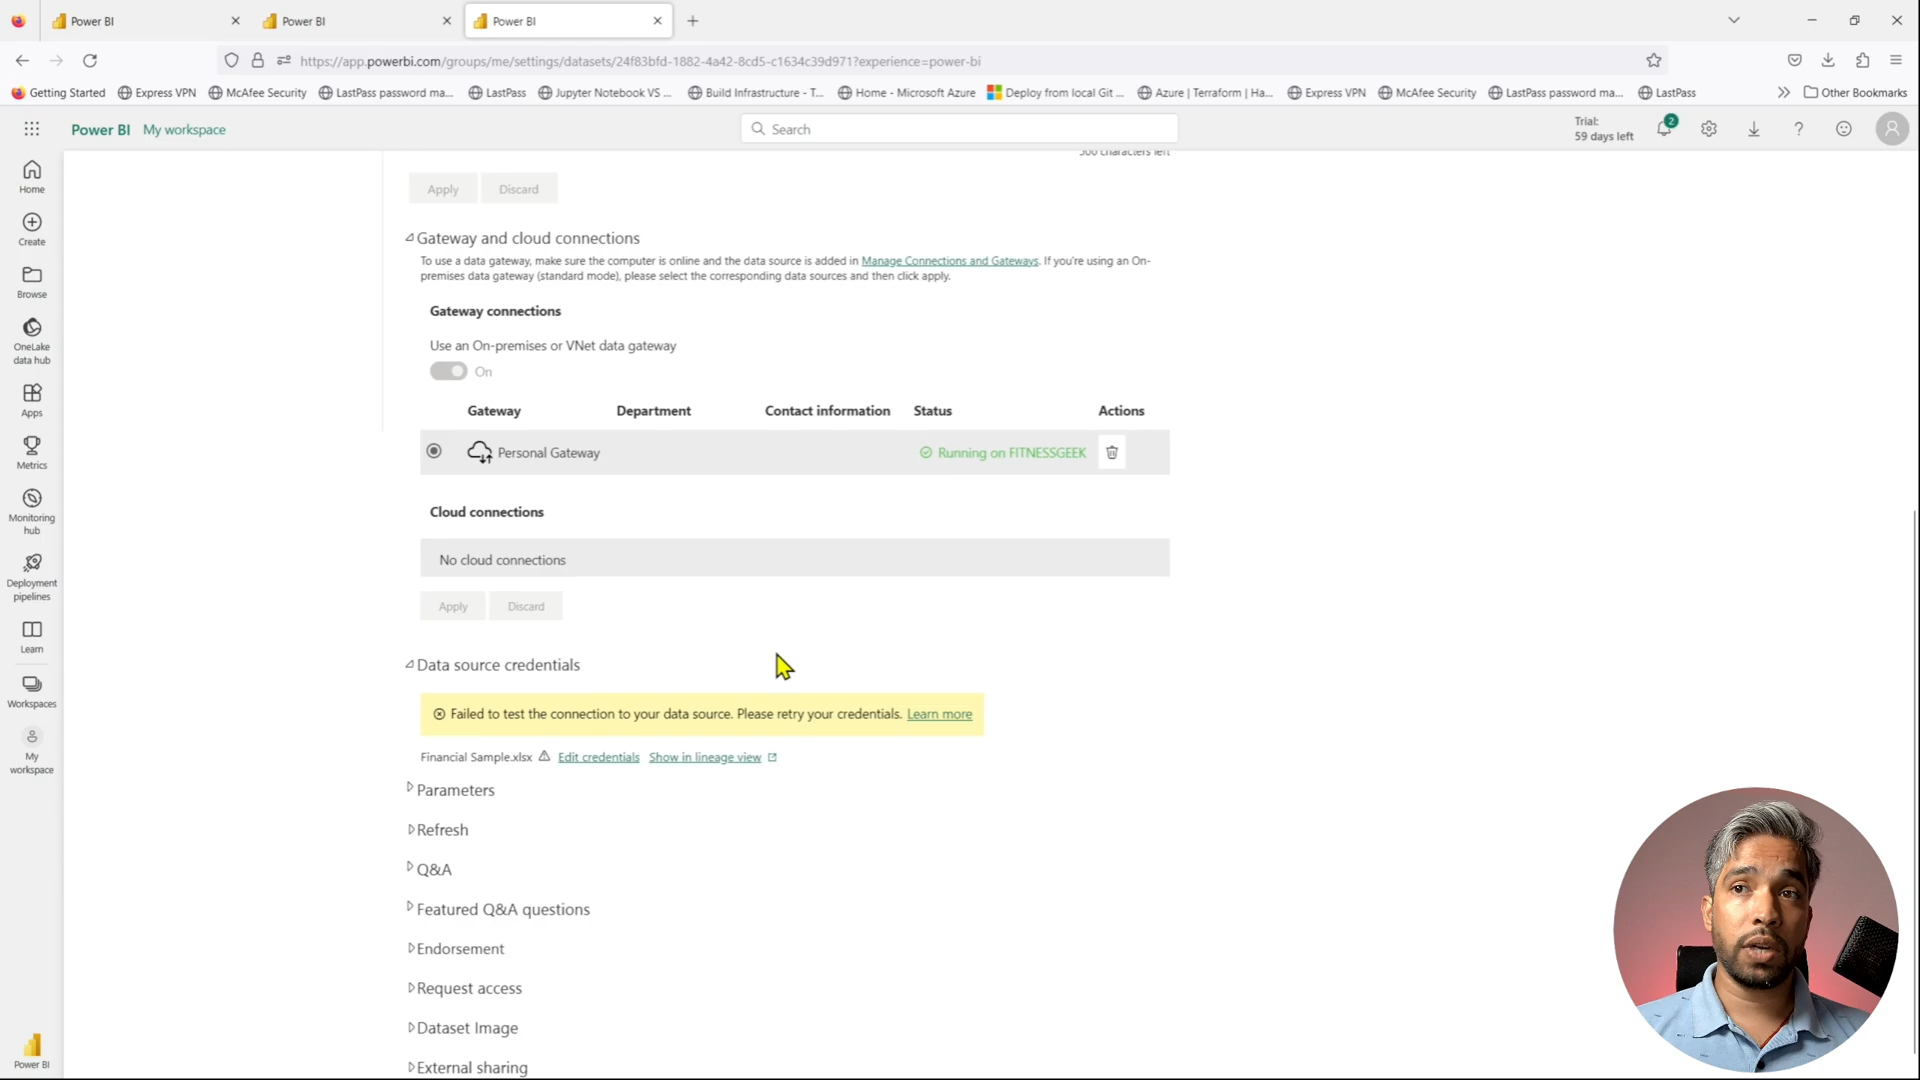 Power BI
Power BI
Power BI
https://app.powerbi.com/groups/me/settings/datasets/24f83bfd-1882-4a42-8cd5-c1634c39d971?experience=power-bi
Getting Started
Express VPN
McAfee Security
LastPass password ma...
LastPass
Jupyter Notebook VS ...
Build Infrastructure - T...
Home - Microsoft Azure
Deploy from local Git ...
Azure | Terraform | Ha...
Express VPN
McAfee Security
LastPass password ma...
LastPass
Other Bookmarks
Power BI My workspace
Search
Trial:
59 days left
2
Home
Create
Browse
OneLake
data hub
Apps
Metrics
Monitoring
hub
Deployment
pipelines
Learn
Workspaces
My
workspace
Power BI
500 characters left
Apply
Discard
Gateway and cloud connections
To use a data gateway, make sure the computer is online and the data source is added in Manage Connections and Gateways. If you're using an On-
premises data gateway (standard mode), please select the corresponding data sources and then click apply.
Gateway connections
Use an On-premises or VNet data gateway
On
Gateway Department Contact information Status Actions
Personal Gateway Running on FITNESSGEEK
Cloud connections
No cloud connections
Apply
Discard
Data source credentials
Failed to test the connection to your data source. Please retry your credentials. Learn more
Financial Sample.xlsx Edit credentials Show in lineage view
Parameters
Refresh
Q&A
Featured Q&A questions
Endorsement
Request access
Dataset Image
External sharing